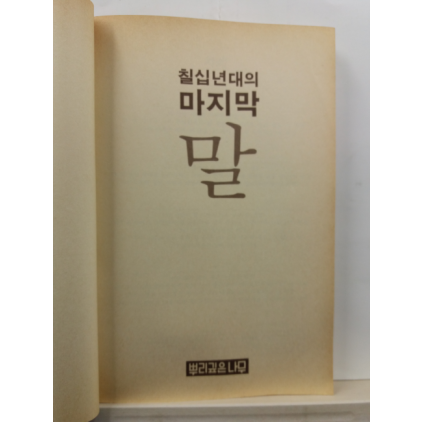 칠십년대의
마지막
말
뿌리깊은나무